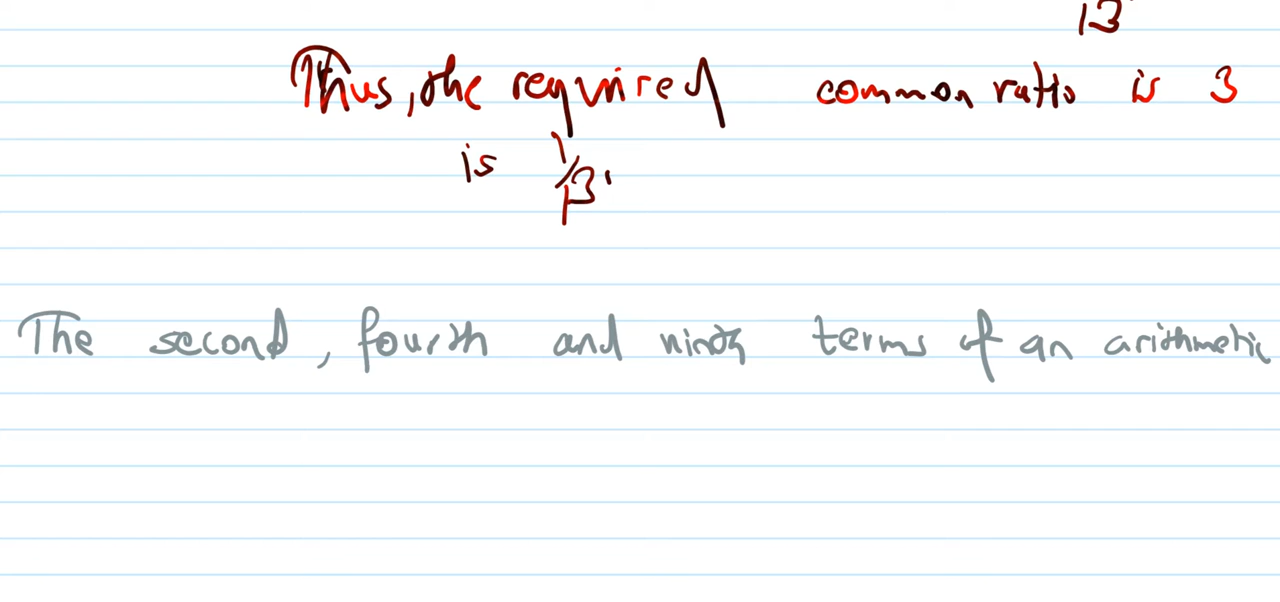 13
Thus, the required common ratio is 3
is 1/13'
The second, fourth and ninth terms of an arithmetic